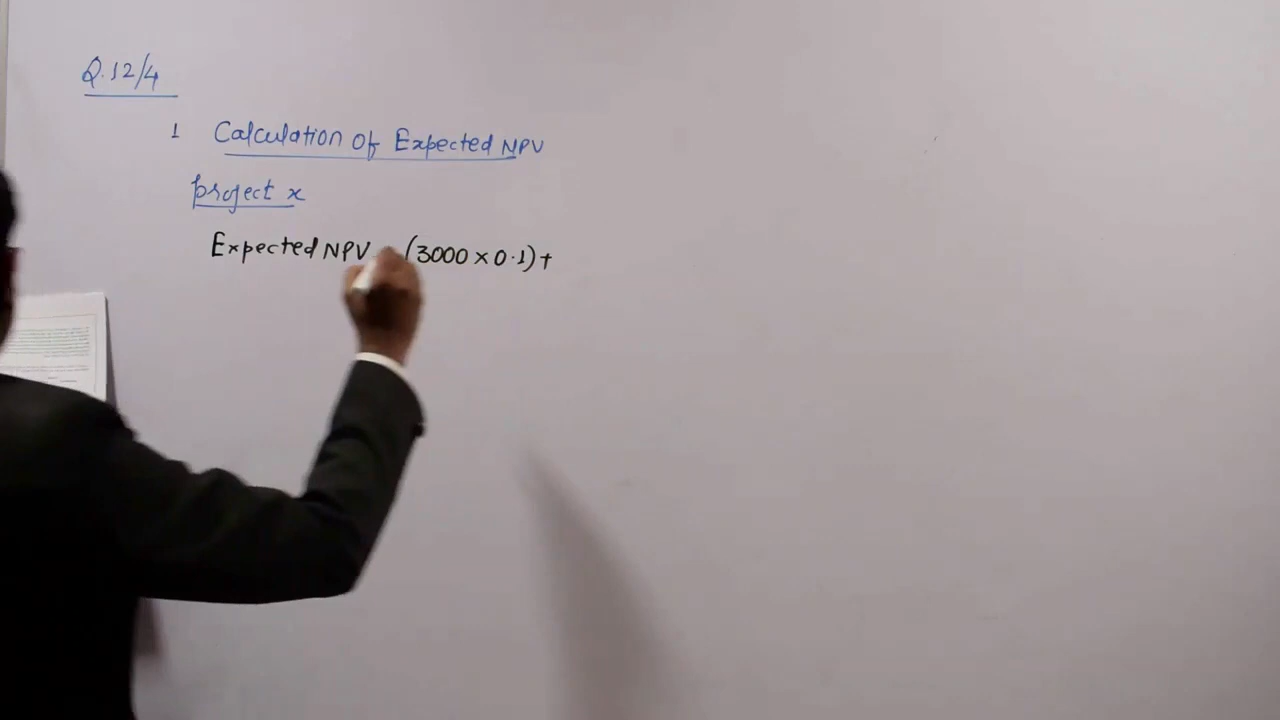 Q.12/4
1 Calculation Of Expected NPV
project x
Expected NPV (3000 × 0.1) +